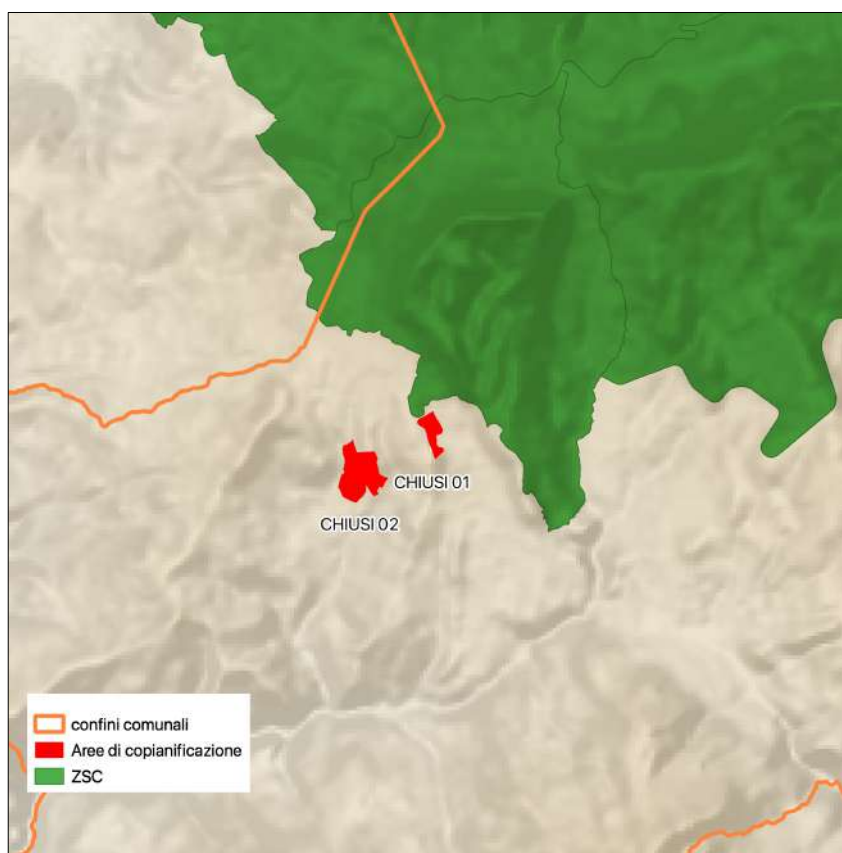 CHIUSI 01
CHIUSI 02
confini comunali
Aree di copianificazione
ZSC